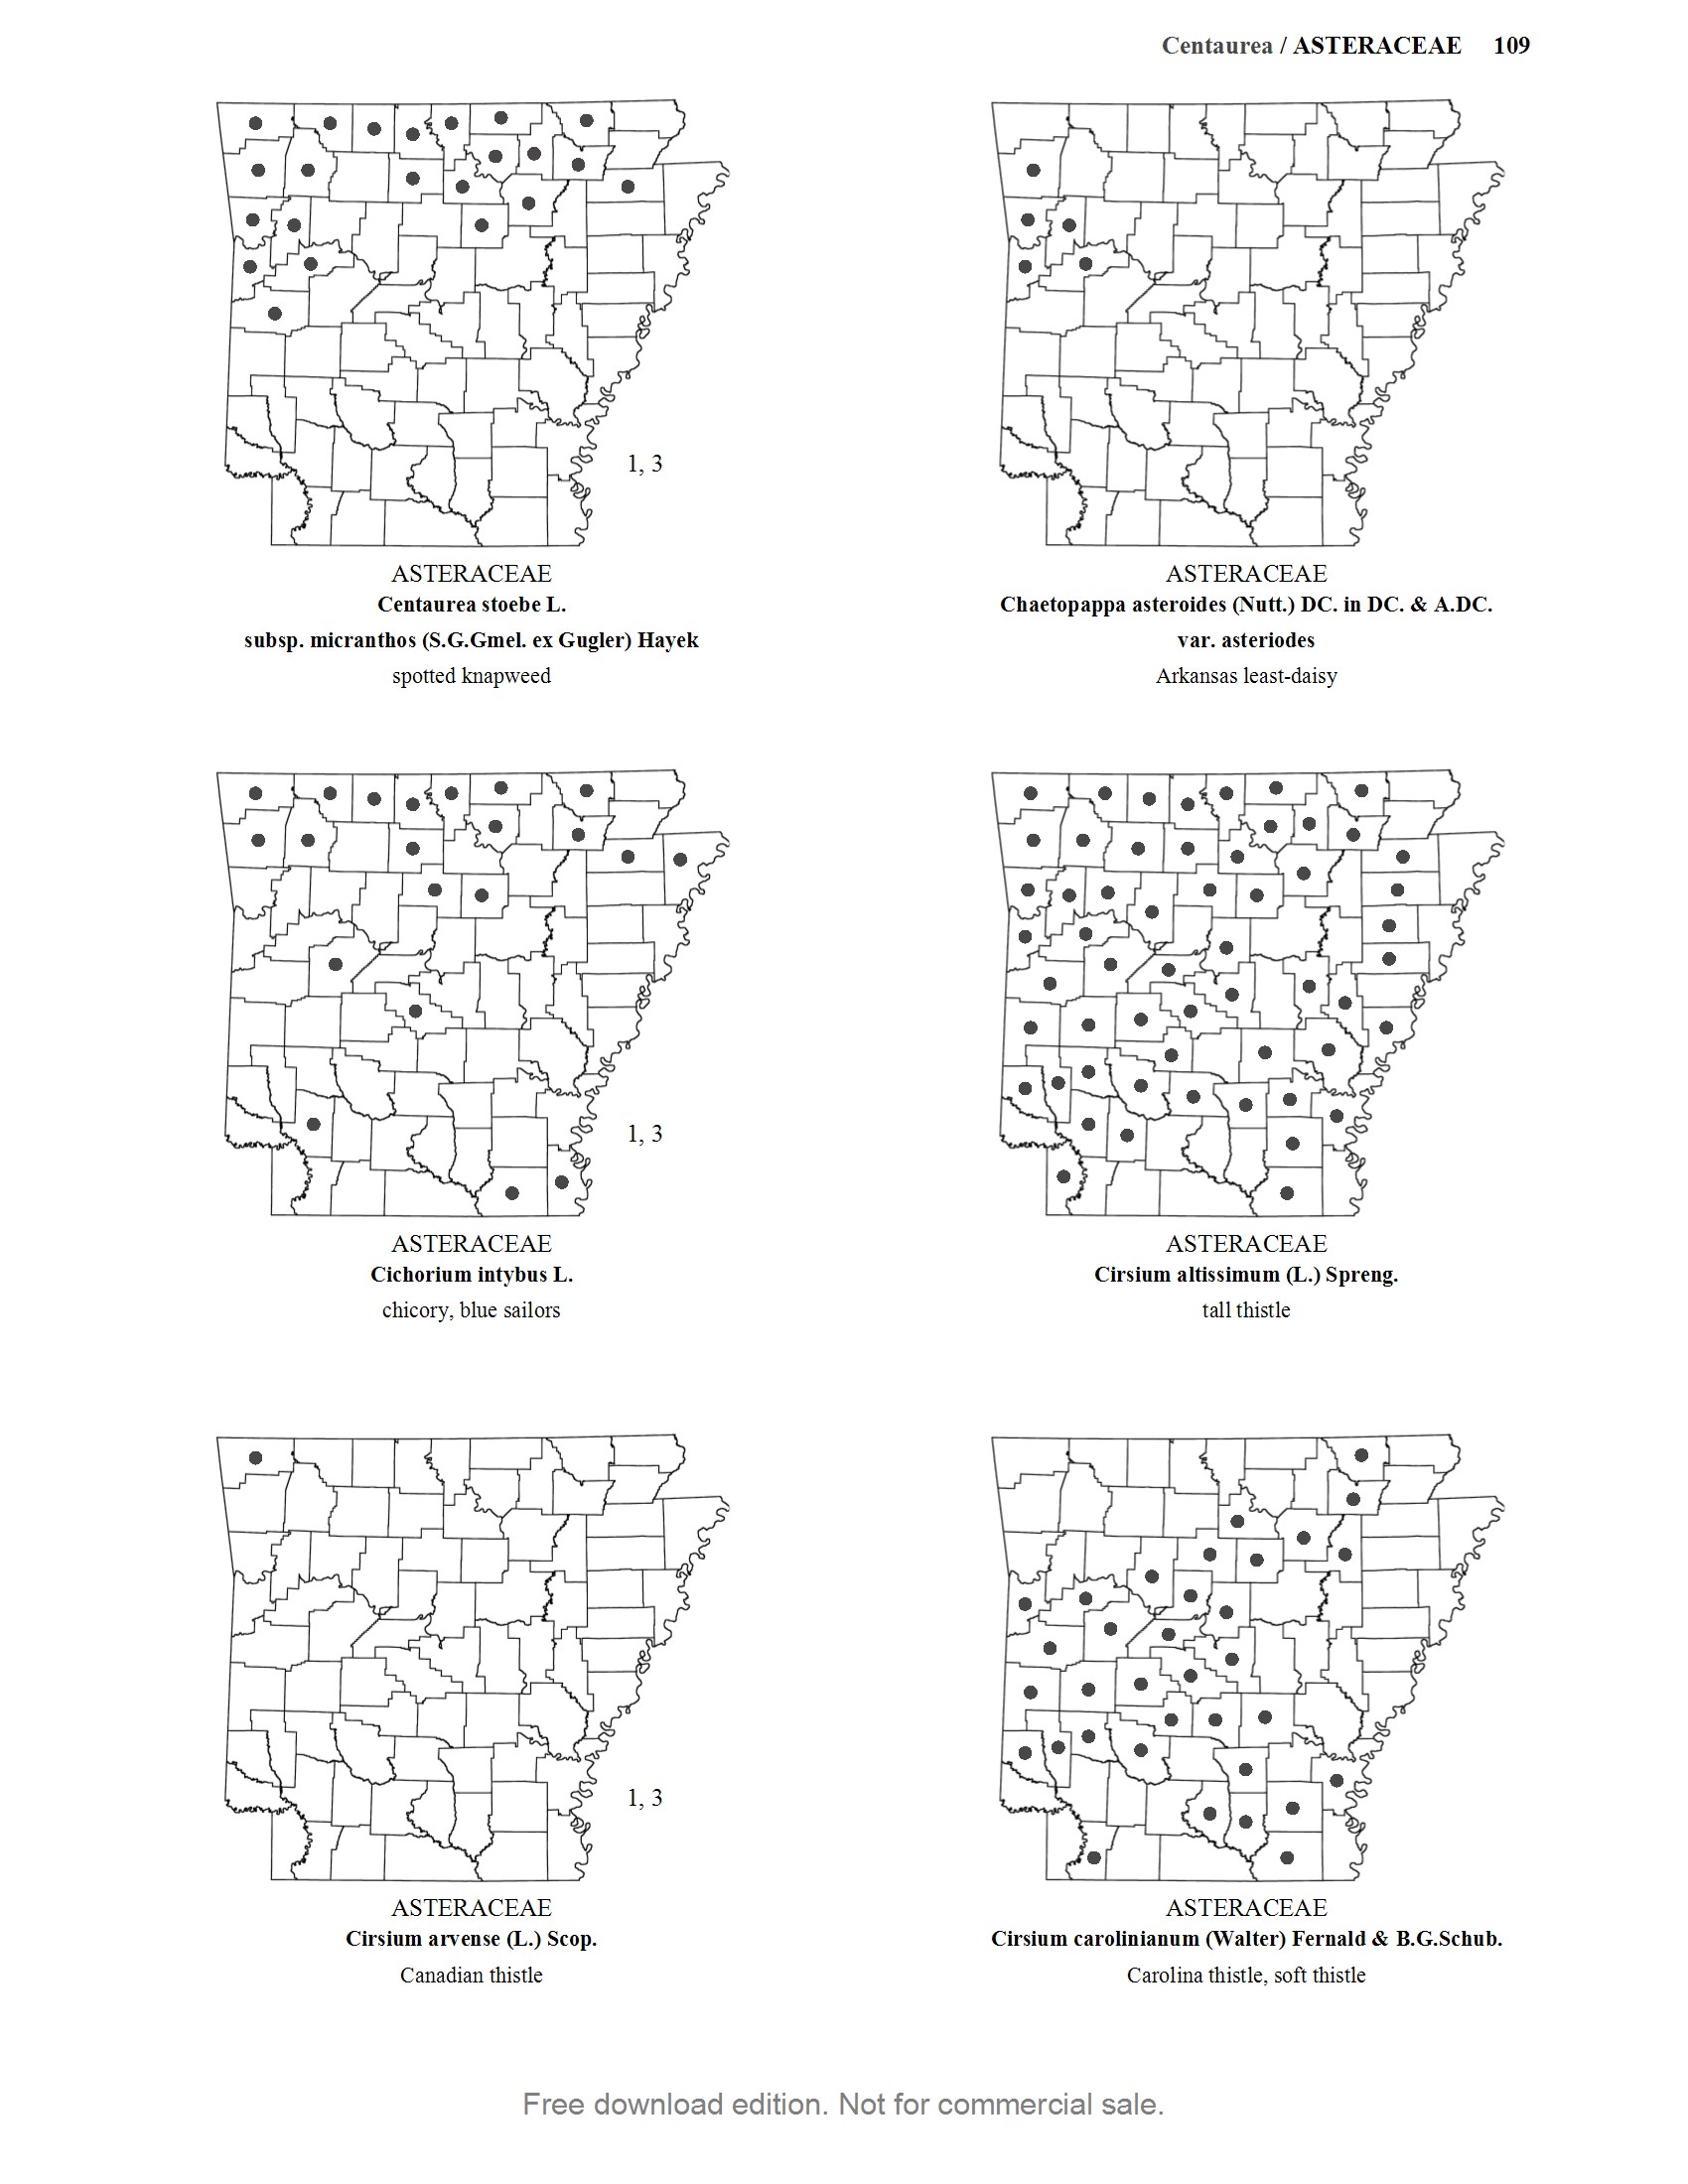 Centaurea / ASTERACEAE 109
1, 3
ASTERACEAE
Centaurea stoebe L.
subsp. micranthos (S.G.Gmel. ex Gugler) Hayek
spotted knapweed
ASTERACEAE
Chaetopappa asteroides (Nutt.) DC. in DC. & A.DC.
var. asteriodes
Arkansas least-daisy
1, 3
ASTERACEAE
Cichorium intybus L.
chicory, blue sailors
ASTERACEAE
Cirsium altissimum (L.) Spreng.
tall thistle
1, 3
ASTERACEAE
Cirsium arvense (L.) Scop.
Canadian thistle
ASTERACEAE
Cirsium carolinianum (Walter) Fernald & B.G.Schub.
Carolina thistle, soft thistle
Free download edition. Not for commercial sale.